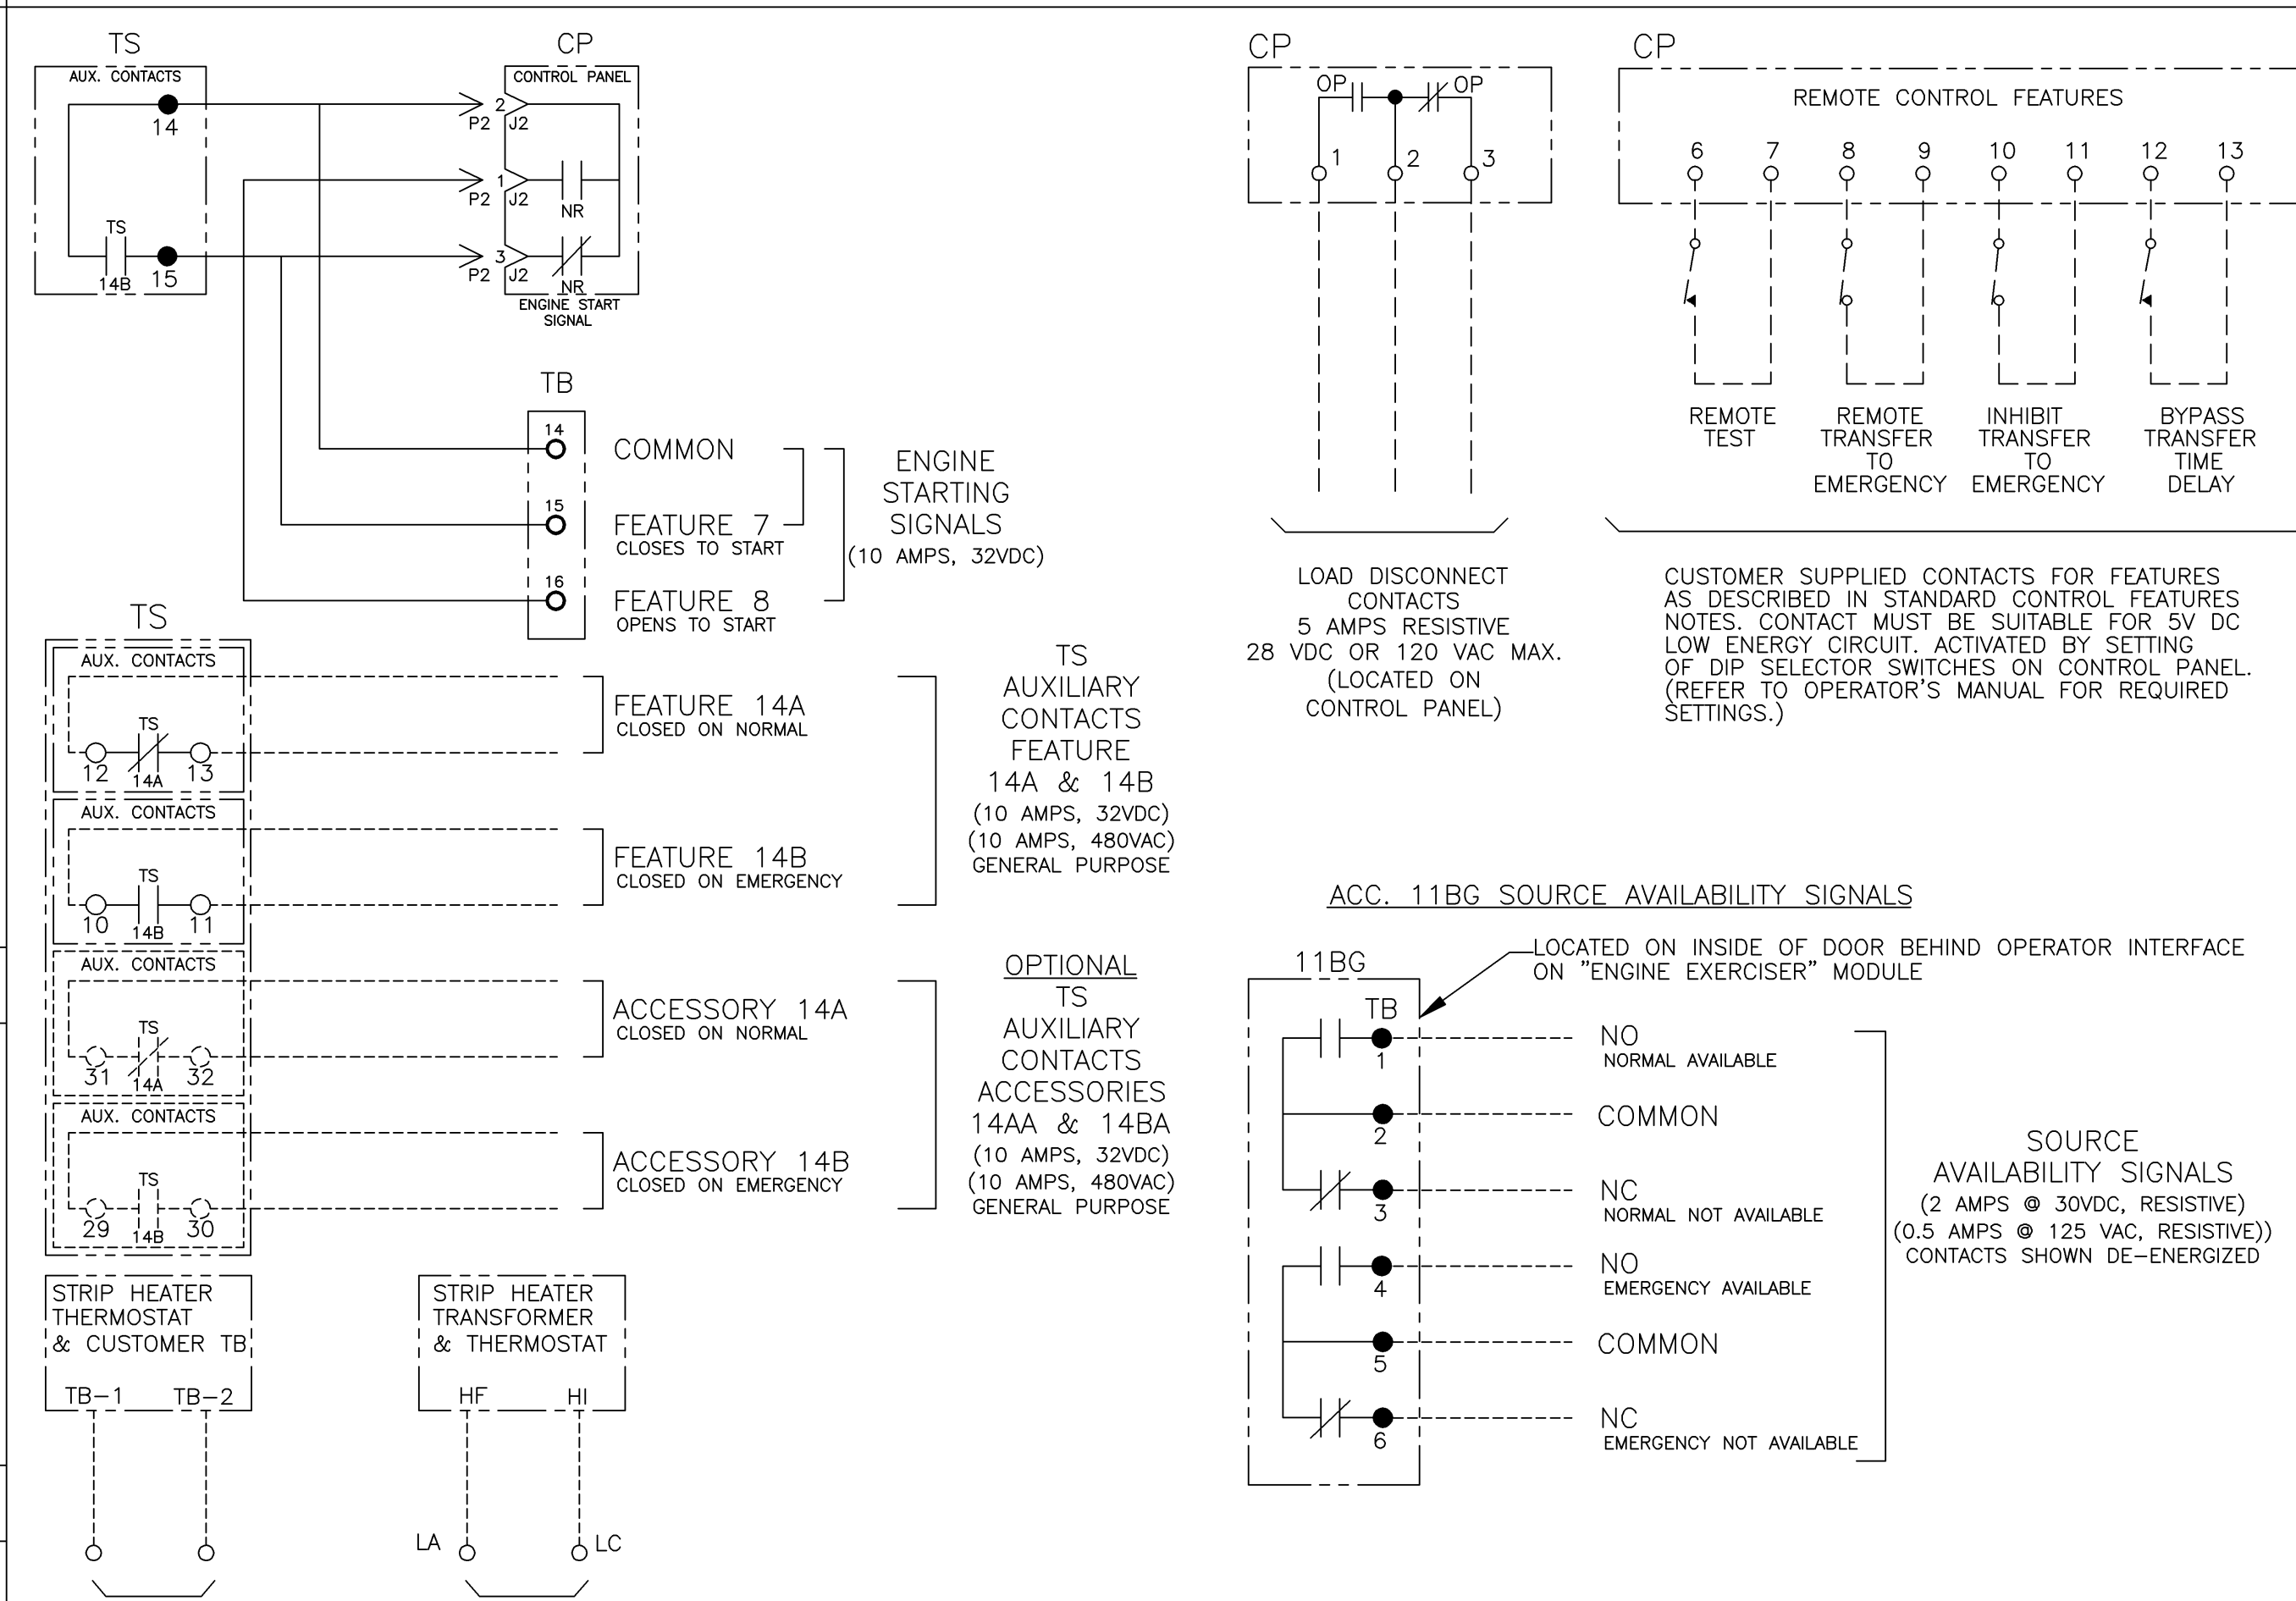 TS
AUX. CONTACTS
14
TS
14B
15
CP
CONTROL PANEL
2
P2
J2
1
P2
J2
NR
3
P2
J2
NR
ENGINE START
SIGNAL
TB
14
COMMON
15
FEATURE 7
CLOSES TO START
16
FEATURE 8
OPENS TO START
ENGINE
STARTING
SIGNALS
(10 AMPS, 32VDC)
CP
OP
OP
1
2
3
LOAD DISCONNECT
CONTACTS
5 AMPS RESISTIVE
28 VDC OR 120 VAC MAX.
(LOCATED ON
CONTROL PANEL)
CP
REMOTE CONTROL FEATURES
6 7 8 9 10 11 12 13
REMOTE
TEST
REMOTE
TRANSFER
TO
EMERGENCY
INHIBIT
TRANSFER
TO
EMERGENCY
BYPASS
TRANSFER
TIME
DELAY
CUSTOMER SUPPLIED CONTACTS FOR FEATURES
AS DESCRIBED IN STANDARD CONTROL FEATURES
NOTES. CONTACT MUST BE SUITABLE FOR 5V DC
LOW ENERGY CIRCUIT. ACTIVATED BY SETTING
OF DIP SELECTOR SWITCHES ON CONTROL PANEL.
(REFER TO OPERATOR'S MANUAL FOR REQUIRED
SETTINGS.)
TS
AUX. CONTACTS
TS
12
14A
13
FEATURE 14A
CLOSED ON NORMAL
AUX. CONTACTS
TS
10
14B
11
FEATURE 14B
CLOSED ON EMERGENCY
TS
AUXILIARY
CONTACTS
FEATURE
14A & 14B
(10 AMPS, 32VDC)
(10 AMPS, 480VAC)
GENERAL PURPOSE
AUX. CONTACTS
TS
31
14A
32
ACCESSORY 14A
CLOSED ON NORMAL
AUX. CONTACTS
TS
29
14B
30
ACCESSORY 14B
CLOSED ON EMERGENCY
OPTIONAL
TS
AUXILIARY
CONTACTS
ACCESSORIES
14AA & 14BA
(10 AMPS, 32VDC)
(10 AMPS, 480VAC)
GENERAL PURPOSE
ACC. 11BG SOURCE AVAILABILITY SIGNALS
11BG
LOCATED ON INSIDE OF DOOR BEHIND OPERATOR INTERFACE
ON "ENGINE EXERCISER" MODULE
TB
1
NO
NORMAL AVAILABLE
2
COMMON
3
NC
NORMAL NOT AVAILABLE
4
NO
EMERGENCY AVAILABLE
5
COMMON
6
NC
EMERGENCY NOT AVAILABLE
SOURCE
AVAILABILITY SIGNALS
(2 AMPS @ 30VDC, RESISTIVE)
(0.5 AMPS @ 125 VAC, RESISTIVE))
CONTACTS SHOWN DE-ENERGIZED
STRIP HEATER
THERMOSTAT
& CUSTOMER TB
TB-1
TB-2
STRIP HEATER
TRANSFORMER
& THERMOSTAT
HF
HI
LA
LC